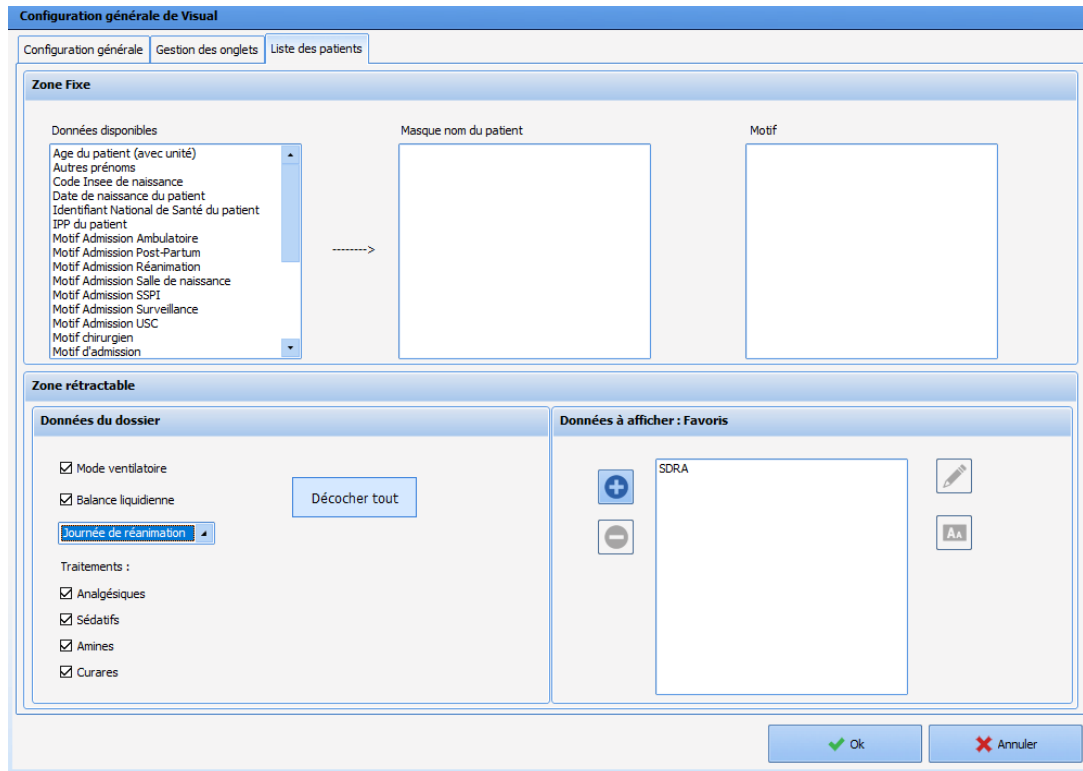 Configuration générale de Visual
Configuration générale
Gestion des onglets
Liste des patients
Zone Fixe
Données disponibles
Masque nom du patient
Motif
Age du patient (avec unité)
Autres prénoms
Code Insee de naissance
Date de naissance du patient
Identifiant National de Santé du patient
IPP du patient
Motif Admission Ambulatoire
Motif Admission Post-Partum
Motif Admission Réanimation
Motif Admission Salle de naissance
Motif Admission SSPI
Motif Admission Surveillance
Motif Admission USC
Motif chirurgien
Motif d'admission
-------->
Zone rétractable
Données du dossier
Mode ventilatoire
Balance liquidienne
Décocher tout
Journée de réanimation
Traitements :
Analgésiques
Sédatifs
Amines
Curares
Données à afficher : Favoris
SDRA
AA
Ok
Annuler